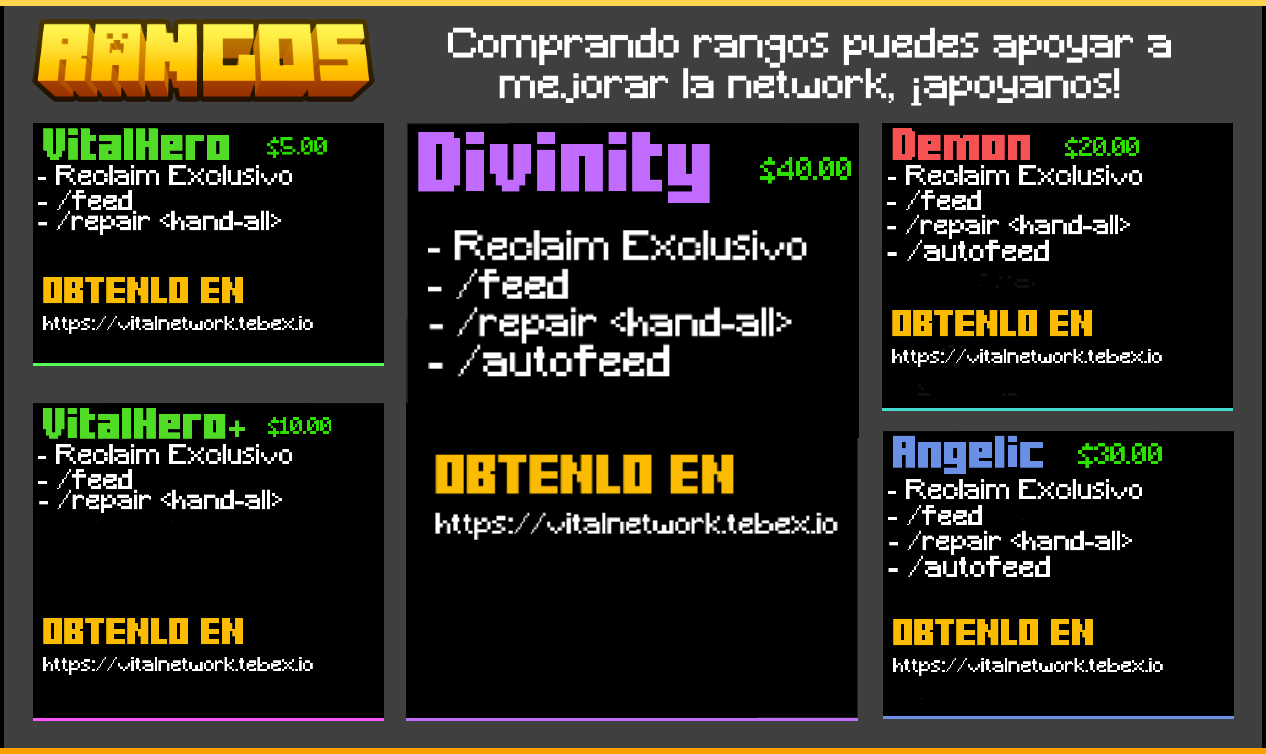 RANGOS
Comprando rangos puedes apoyar a
mejorar la network, ¡apoyanos!
VitalHero $5.00
- Reclaim Exclusivo
- /feed
- /repair <hand-all>
OBTENLO EN
https://vitalnetwork.tebex.io
VitalHero+ $10.00
- Reclaim Exclusivo
- /feed
- /repair <hand-all>
OBTENLO EN
https://vitalnetwork.tebex.io
Divinity $40.00
- Reclaim Exclusivo
- /feed
- /repair <hand-all>
- /autofeed
OBTENLO EN
https://vitalnetwork.tebex.io
Demon $20.00
- Reclaim Exclusivo
- /feed
- /repair <hand-all>
- /autofeed
OBTENLO EN
https://vitalnetwork.tebex.io
Angelic $30.00
- Reclaim Exclusivo
- /feed
- /repair <hand-all>
- /autofeed
OBTENLO EN
https://vitalnetwork.tebex.io